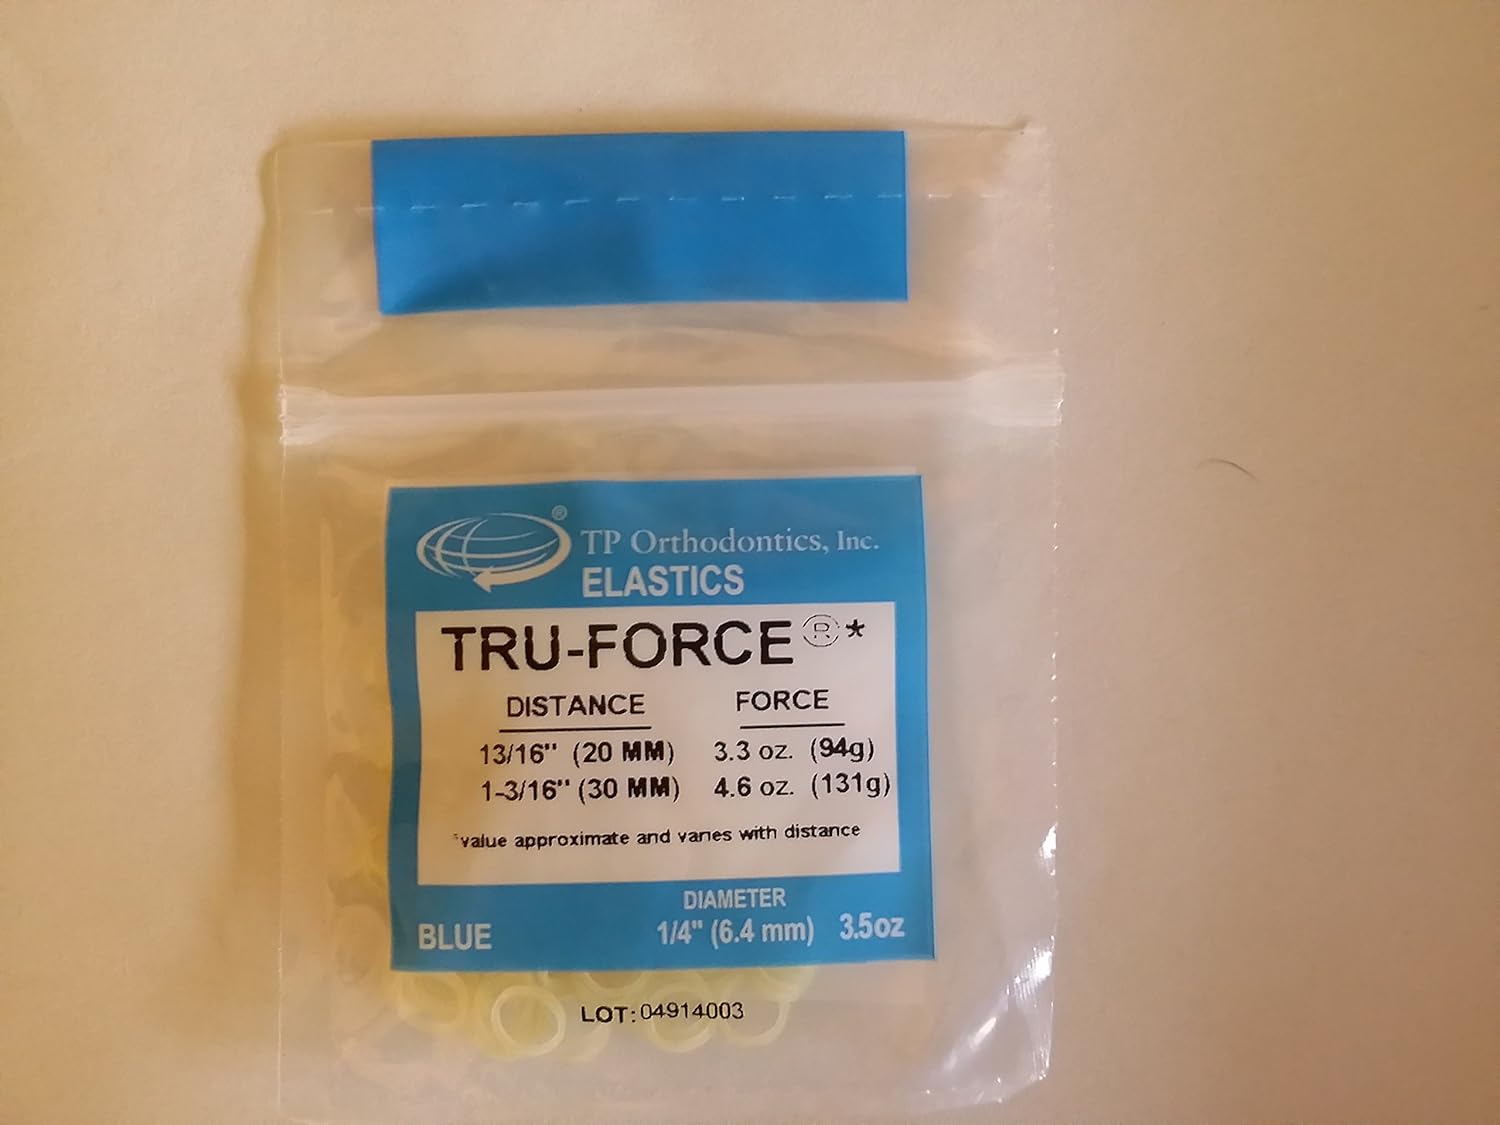 ® TP Orthodontics, Inc.
ELASTICS
TRU-FORCE®*
DISTANCE FORCE
13/16" (20 MM) 3.3 oz. (94g)
1-3/16" (30 MM) 4.6 oz. (131g)
*value approximate and varies with distance
DIAMETER
BLUE 1/4" (6.4 mm) 3.5oz
LOT: 04914003